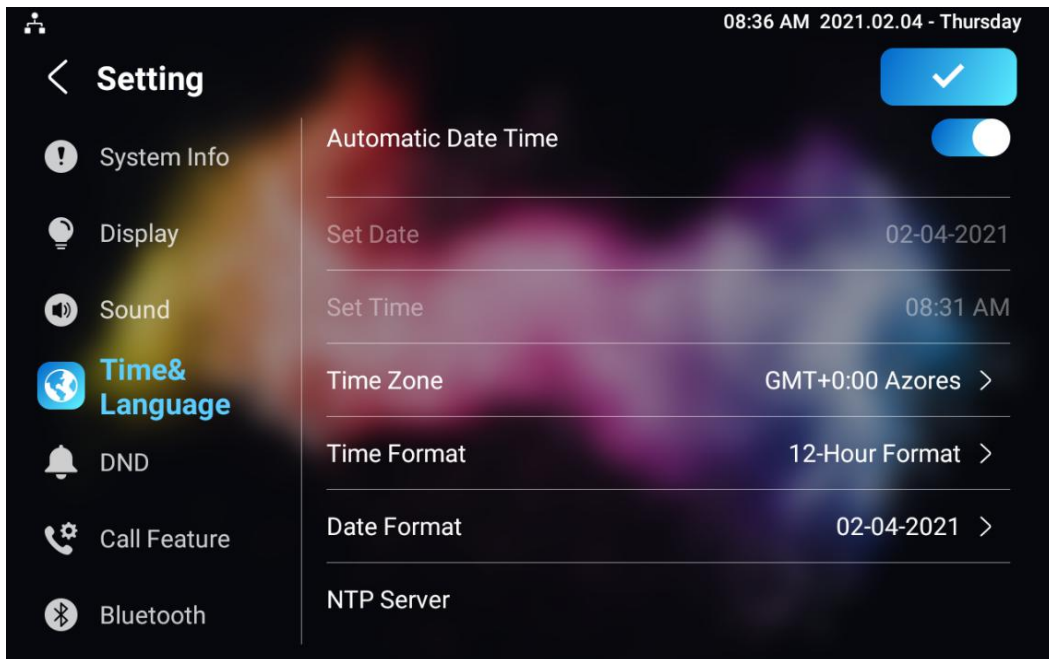 08:36 AM 2021.02.04 - Thursday
Setting
System Info
Display
Sound
Time&
Language
DND
Call Feature
Bluetooth
Automatic Date Time
Set Date 02-04-2021
Set Time 08:31 AM
Time Zone GMT+0:00 Azores
Time Format 12-Hour Format
Date Format 02-04-2021
NTP Server